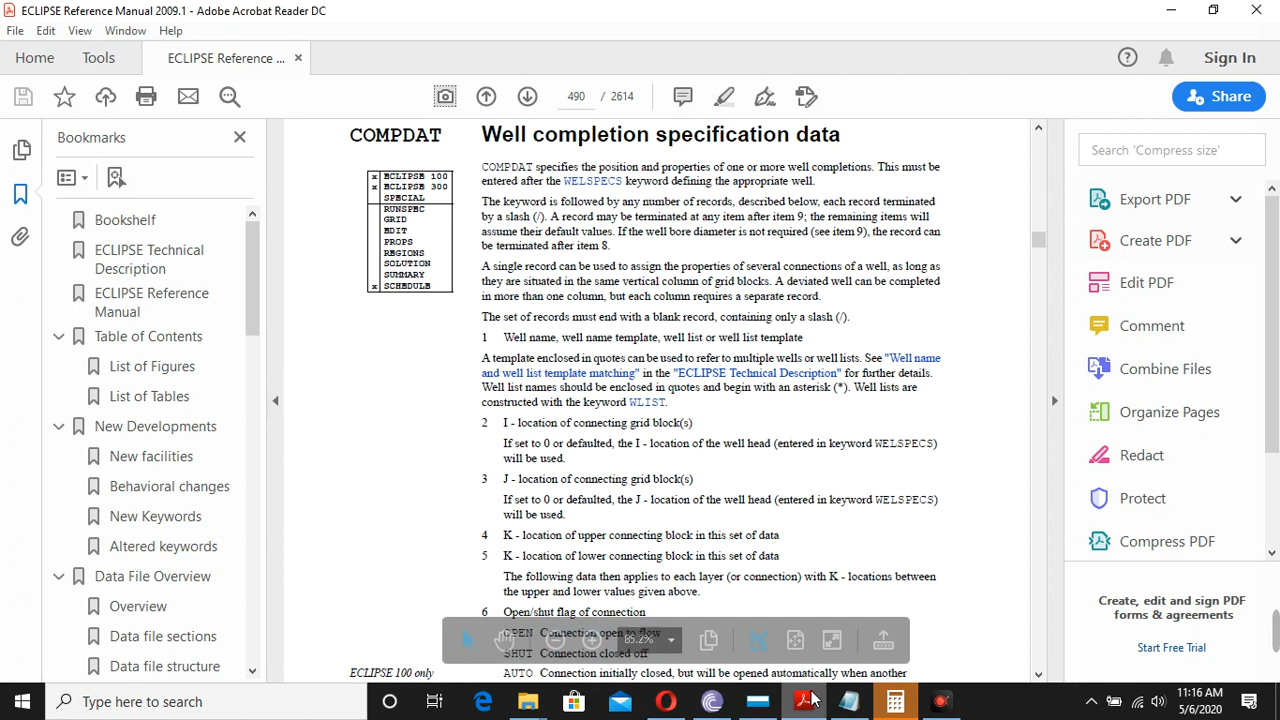 ECLIPSE Reference Manual 2009.1 - Adobe Acrobat Reader DC
File Edit View Window Help
Home Tools ECLIPSE Reference ... × Sign In
490 / 2614 Share
Bookmarks
Bookshelf
ECLIPSE Technical
Description
ECLIPSE Reference
Manual
Table of Contents
List of Figures
List of Tables
New Developments
New facilities
Behavioral changes
New Keywords
Altered keywords
Data File Overview
Overview
Data file sections
Data file structure
COMPDAT Well completion specification data
x ECLIPSE 100
x ECLIPSE 300
SPECIAL
RUNSPEC
GRID
EDIT
PROPS
REGIONS
SOLUTION
SUMMARY
x SCHEDULE
COMPDAT specifies the position and properties of one or more well completions. This must be
entered after the WELSPECS keyword defining the appropriate well.
The keyword is followed by any number of records, described below, each record terminated
by a slash (/). A record may be terminated at any item after item 9; the remaining items will
assume their default values. If the well bore diameter is not required (see item 9), the record can
be terminated after item 8.
A single record can be used to assign the properties of several connections of a well, as long as
they are situated in the same vertical column of grid blocks. A deviated well can be completed
in more than one column, but each column requires a separate record.
The set of records must end with a blank record, containing only a slash (/).
1 Well name, well name template, well list or well list template
A template enclosed in quotes can be used to refer to multiple wells or well lists. See "Well name
and well list template matching" in the "ECLIPSE Technical Description" for further details.
Well list names should be enclosed in quotes and begin with an asterisk (*). Well lists are
constructed with the keyword WLIST.
2 I - location of connecting grid block(s)
If set to 0 or defaulted, the I - location of the well head (entered in keyword WELSPECS)
will be used.
3 J - location of connecting grid block(s)
If set to 0 or defaulted, the J - location of the well head (entered in keyword WELSPECS)
will be used.
4 K - location of upper connecting block in this set of data
5 K - location of lower connecting block in this set of data
The following data then applies to each layer (or connection) with K - locations between
the upper and lower values given above.
6 Open/shut flag of connection
OPEN Connection open to flow
SHUT Connection closed off
ECLIPSE 100 only AUTO Connection initially closed, but will be opened automatically when another
85.2%
Search 'Compress size'
Export PDF
Create PDF
Edit PDF
Comment
Combine Files
Organize Pages
Redact
Protect
Compress PDF
Create, edit and sign PDF
forms & agreements
Start Free Trial
Type here to search
11:16 AM
5/6/2020